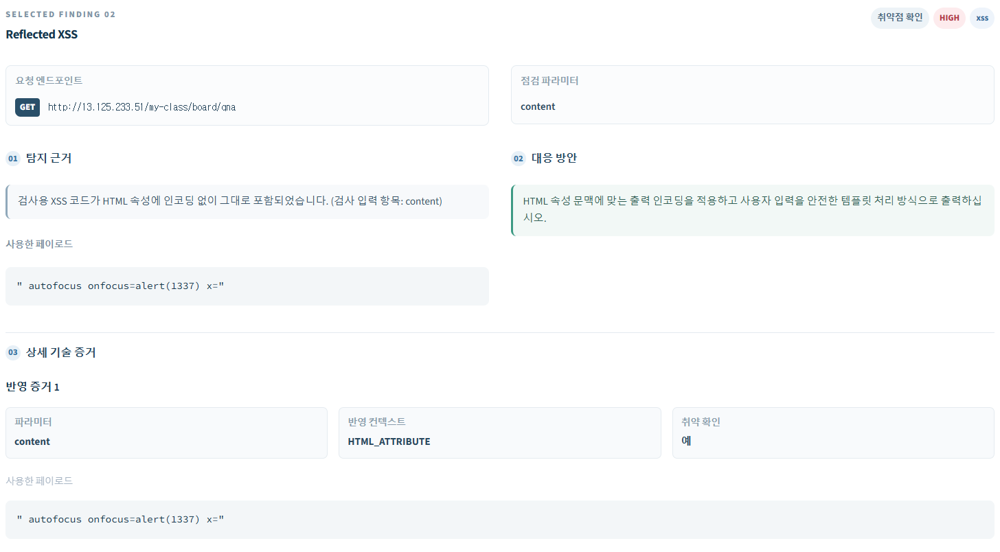 SELECTED FINDING 02
취약점 확인
HIGH
xss
Reflected XSS
요청 엔드포인트
GET http://13.125.233.51/my-class/board/qna
점검 파라미터
content
01 탐지 근거
검사용 XSS 코드가 HTML 속성에 인코딩 없이 그대로 포함되었습니다. (검사 입력 항목: content)
사용한 페이로드
" autofocus onfocus=alert(1337) x="
02 대응 방안
HTML 속성 문맥에 맞는 출력 인코딩을 적용하고 사용자 입력을 안전한 템플릿 처리 방식으로 출력하십
시오.
03 상세 기술 증거
반영 증거 1
파라미터
content
반영 컨텍스트
HTML_ATTRIBUTE
취약 확인
예
사용한 페이로드
" autofocus onfocus=alert(1337) x="